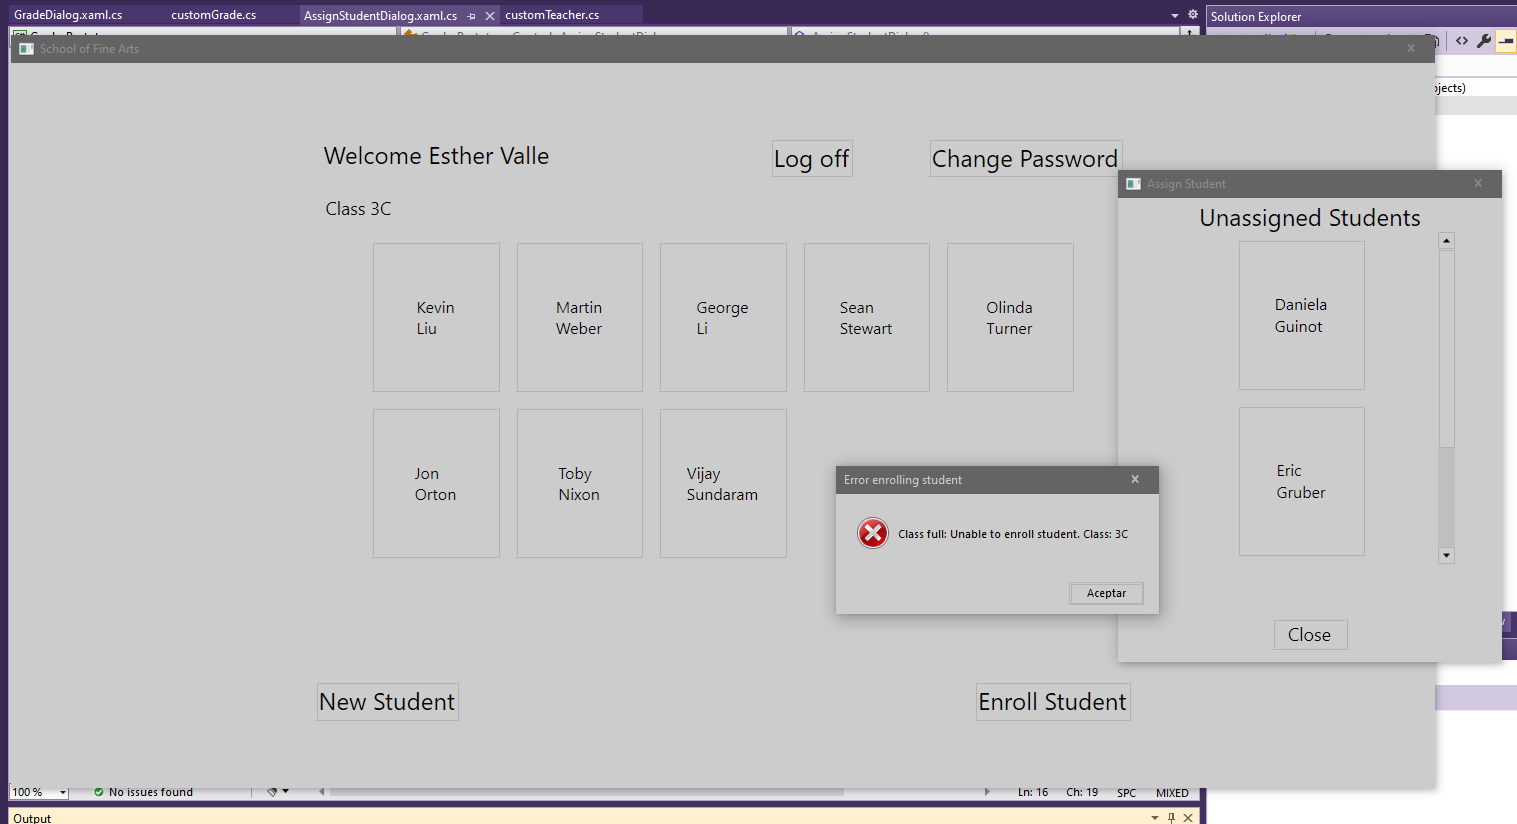 GradeDialog.xaml.cs
customGrade.cs
AssignStudentDialog.xaml.cs
customTeacher.cs
Solution Explorer
School of Fine Arts
Welcome Esther Valle
Log off
Change Password
Class 3C
Kevin
Liu
Martin
Weber
George
Li
Sean
Stewart
Olinda
Turner
Jon
Orton
Toby
Nixon
Vijay
Sundaram
Assign Student
Unassigned Students
Daniela
Guinot
Eric
Gruber
Close
Error enrolling student
Class full: Unable to enroll student. Class: 3C
Aceptar
New Student
Enroll Student
100 %
No issues found
Ln: 16
Ch: 19
SPC
MIXED
Output